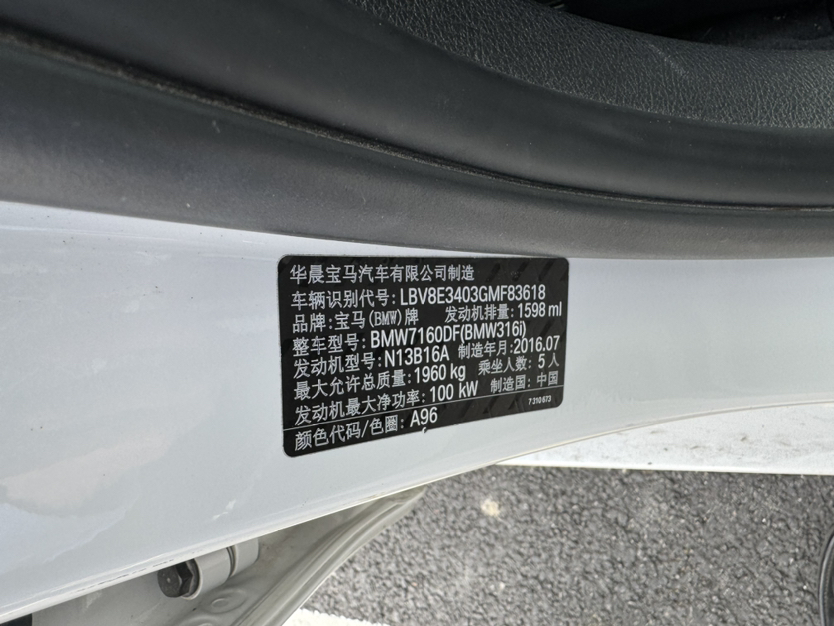 华晨宝马汽车有限公司制造
车辆识别代号: LBV8E3403GMF83618
品牌:宝马(BMW)牌 发动机排量: 1598 ml
整车型号: BMW7160DF(BMW316i)
发动机型号: N13B16A 制造年月:2016.07
最大允许总质量: 1960 kg 乘坐人数: 5 人
发动机最大净功率: 100 kW 制造国: 中国
颜色代码/色圈: A96 7310673